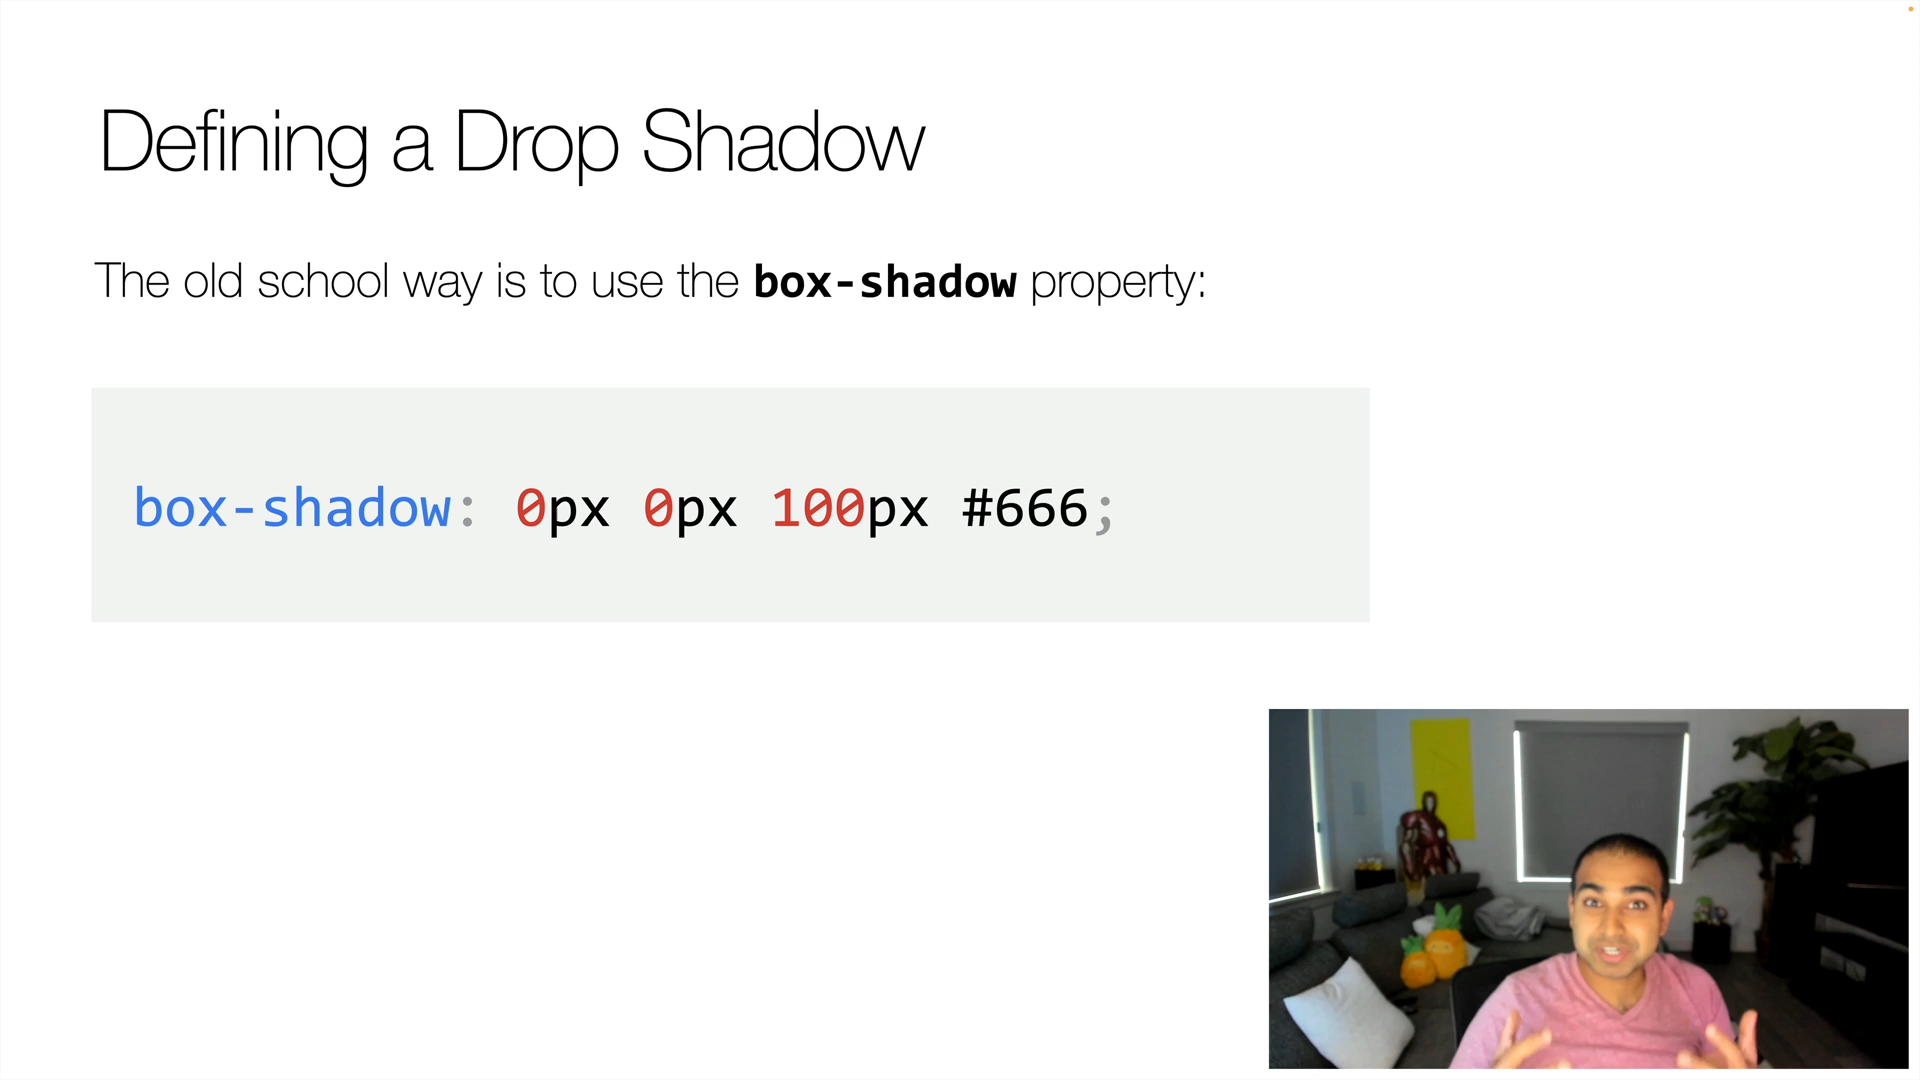 Defining a Drop Shadow
The old school way is to use the box-shadow property:
box-shadow: 0px 0px 100px #666;